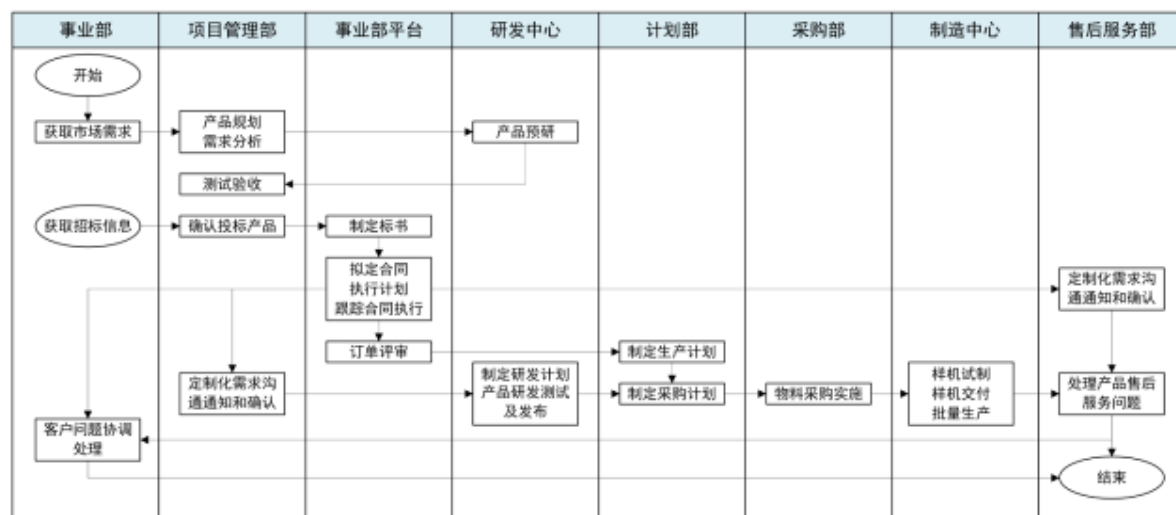 事业部
项目管理部
事业部平台
研发中心
计划部
采购部
制造中心
售后服务部
开始
获取市场需求
产品规划
需求分析
产品预研
测试验收
获取招标信息
确认投标产品
制定标书
拟定合同
执行计划
跟踪合同执行
定制化需求沟
通通知和确认
订单评审
制定生产计划
定制化需求沟
通通知和确认
制定研发计划
产品研发测试
及发布
制定采购计划
物料采购实施
样机试制
样机交付
批量生产
处理产品售后
服务问题
客户问题协调
处理
结束